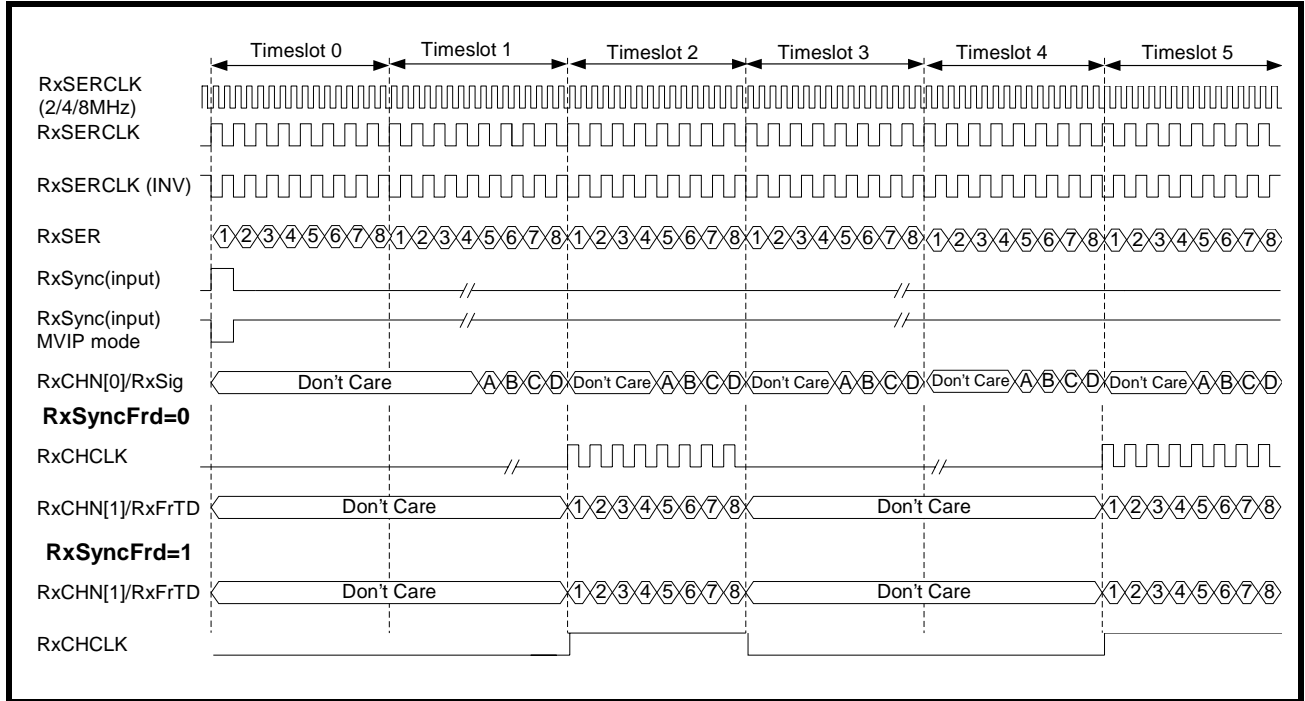 Timeslot 0 Timeslot 1 Timeslot 2 Timeslot 3 Timeslot 4 Timeslot 5
RxSERCLK
(2/4/8MHz)
RxSERCLK
RxSERCLK (INV)
RxSER 1 2 3 4 5 6 7 8 1 2 3 4 5 6 7 8 1 2 3 4 5 6 7 8 1 2 3 4 5 6 7 8 1 2 3 4 5 6 7 8 1 2 3 4 5 6 7 8
RxSync(input)
RxSync(input)
MVIP mode
RxCHN[0]/RxSig Don't Care A B C D Don't Care A B C D Don't Care A B C D Don't Care A B C D Don't Care A B C D
RxSyncFrd=0
RxCHCLK
RxCHN[1]/RxFrTD Don't Care 1 2 3 4 5 6 7 8 Don't Care 1 2 3 4 5 6 7 8
RxSyncFrd=1
RxCHN[1]/RxFrTD Don't Care 1 2 3 4 5 6 7 8 Don't Care 1 2 3 4 5 6 7 8
RxCHCLK